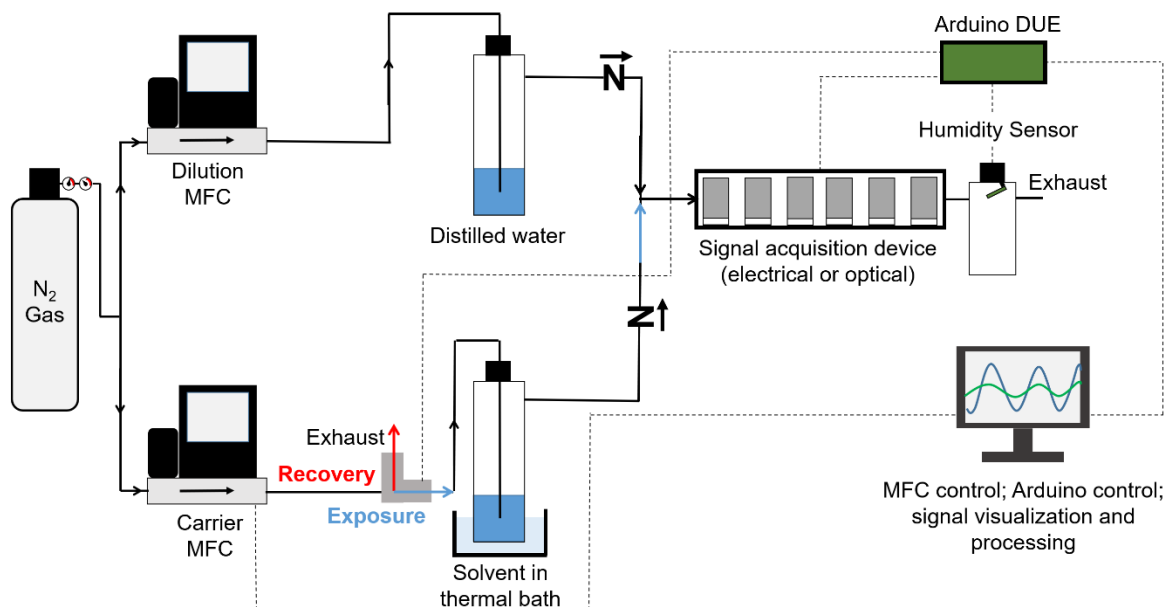 Arduino DUE
N
Dilution
MFC
Humidity Sensor
Exhaust
Distilled water
Signal acquisition device
(electrical or optical)
N₂
Gas
N
Exhaust
Recovery
Exposure
Carrier
MFC
Solvent in
thermal bath
MFC control; Arduino control;
signal visualization and
processing